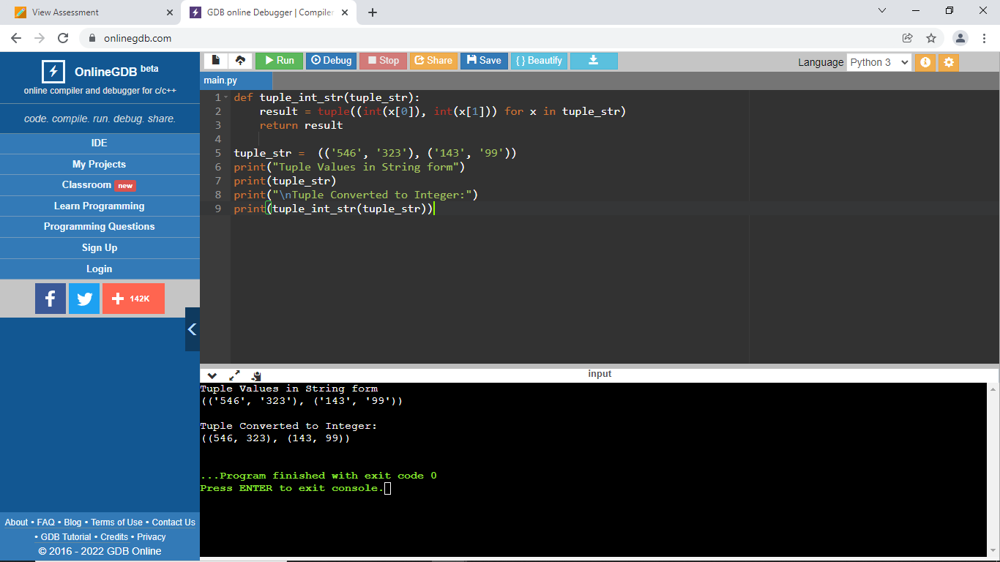 View Assessment
GDB online Debugger | Compiler
onlinegdb.com
OnlineGDB beta
online compiler and debugger for c/c++
code. compile. run. debug. share.
IDE
My Projects
Classroom new
Learn Programming
Programming Questions
Sign Up
Login
142K
About • FAQ • Blog • Terms of Use • Contact Us
• GDB Tutorial • Credits • Privacy
© 2016 - 2022 GDB Online
Run Debug Stop Share Save { } Beautify
Language Python 3
main.py
1 def tuple_int_str(tuple_str):
2     result = tuple((int(x[0]), int(x[1])) for x in tuple_str)
3     return result
4
5 tuple_str =  (('546', '323'), ('143', '99'))
6 print("Tuple Values in String form")
7 print(tuple_str)
8 print("\nTuple Converted to Integer:")
9 print(tuple_int_str(tuple_str))
input
Tuple Values in String form
(('546', '323'), ('143', '99'))
Tuple Converted to Integer:
((546, 323), (143, 99))
...Program finished with exit code 0
Press ENTER to exit console.